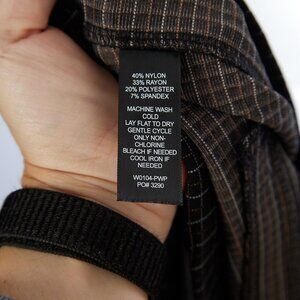 40% NYLON
33% RAYON
20% POLYESTER
7% SPANDEX
MACHINE WASH
COLD
LAY FLAT TO DRY
GENTLE CYCLE
ONLY NON-
CHLORINE
BLEACH IF NEEDED
COOL IRON IF
NEEDED
W0104-PWP
PO# 3290